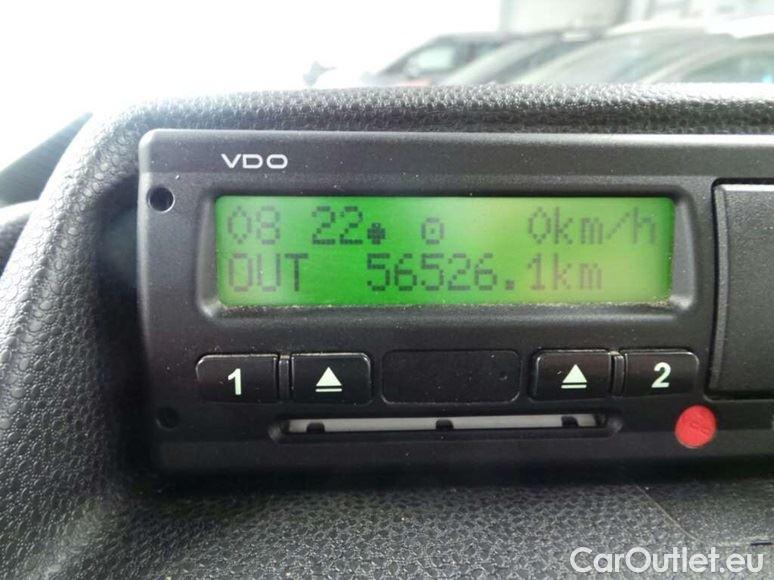 VDO
08 22 0km/h
OUT 56526.1km
1 2
CarOutlet.eu